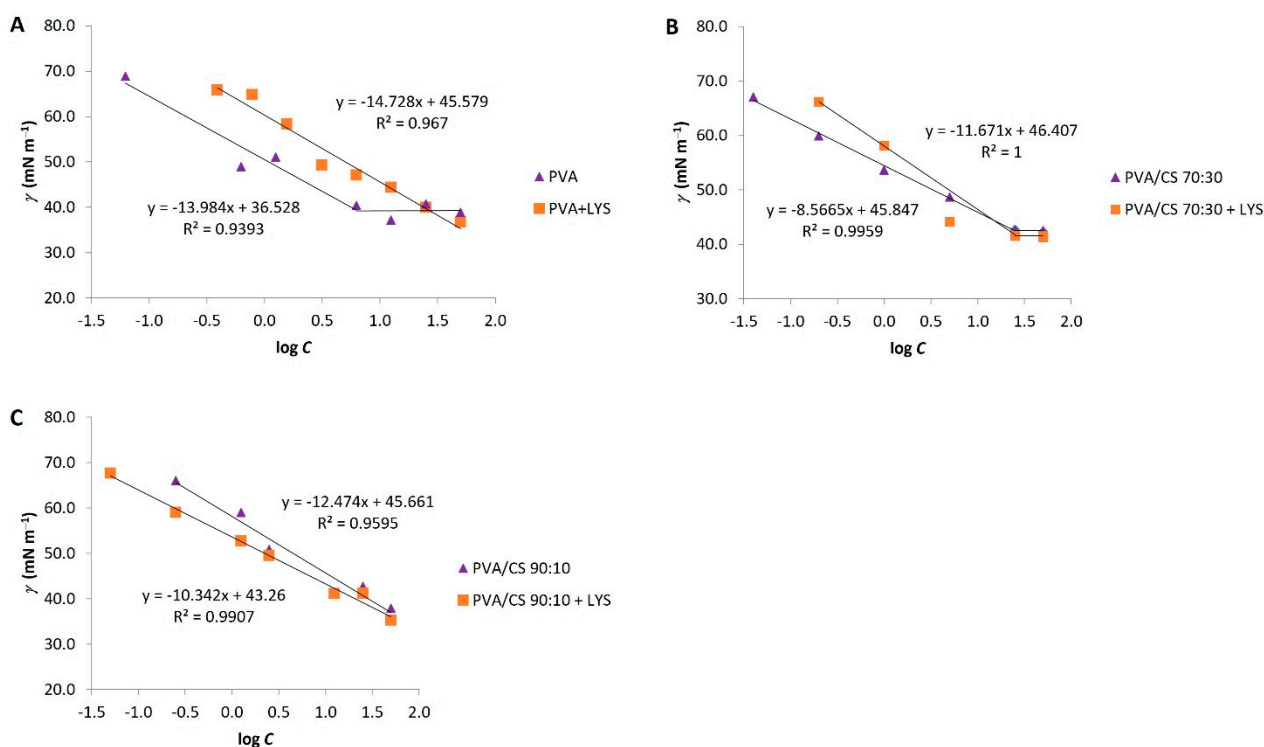 A
80.0
70.0
60.0
50.0
40.0
30.0
20.0
γ (mN m⁻¹)
-1.5 -1.0 -0.5 0.0 0.5 1.0 1.5 2.0
log C
y = -14.728x + 45.579
R² = 0.967
y = -13.984x + 36.528
R² = 0.9393
PVA
PVA+LYS
B
80.0
70.0
60.0
50.0
40.0
30.0
γ (mN m⁻¹)
-1.5 -1.0 -0.5 0.0 0.5 1.0 1.5 2.0
log C
y = -11.671x + 46.407
R² = 1
y = -8.5665x + 45.847
R² = 0.9959
PVA/CS 70:30
PVA/CS 70:30 + LYS
C
80.0
70.0
60.0
50.0
40.0
30.0
20.0
γ (mN m⁻¹)
-1.5 -1.0 -0.5 0.0 0.5 1.0 1.5 2.0
log C
y = -12.474x + 45.661
R² = 0.9595
y = -10.342x + 43.26
R² = 0.9907
PVA/CS 90:10
PVA/CS 90:10 + LYS